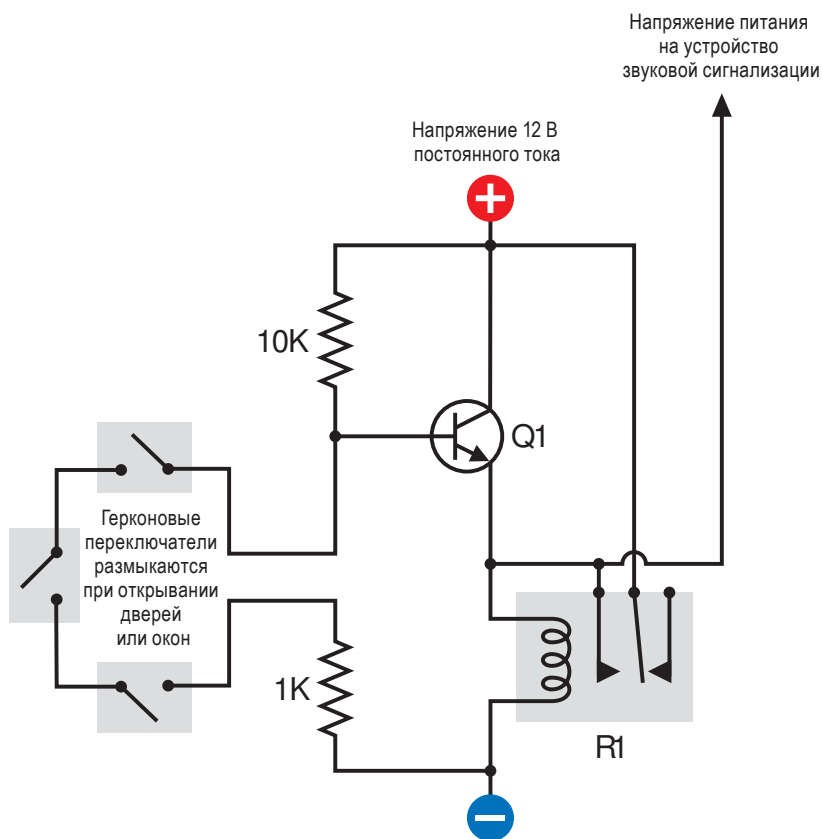 Напряжение питания
на устройство
звуковой сигнализации
Напряжение 12 В
постоянного тока
10K
Q1
Герконовые
переключатели
размыкаются
при открывании
дверей
или окон
1K
R1